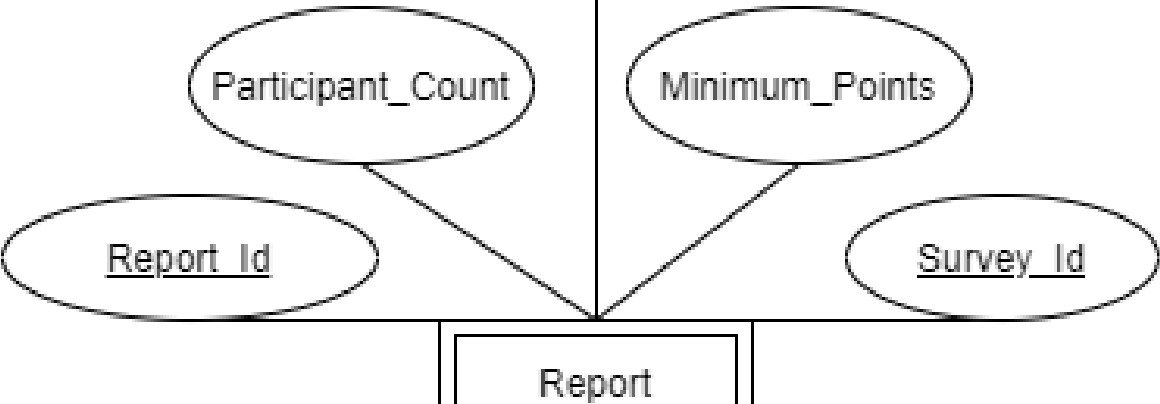 Participant_Count
Minimum_Points
Report_Id
Survey_Id
Report